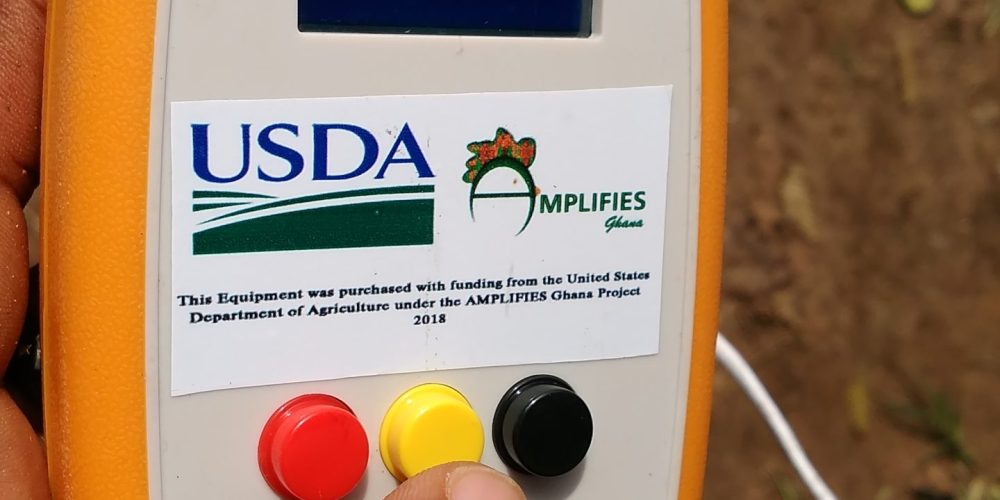 USDA
AMPLIFIES
Ghana
This Equipment was purchased with funding from the United States
Department of Agriculture under the AMPLIFIES Ghana Project
2018